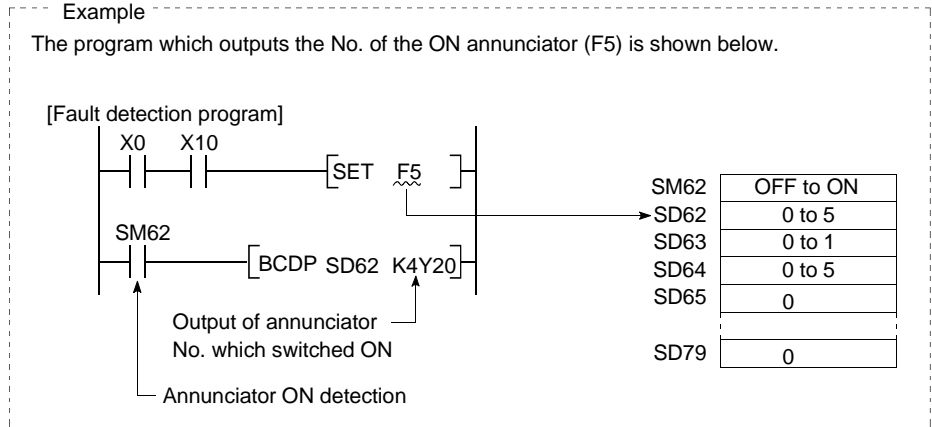 Example
The program which outputs the No. of the ON annunciator (F5) is shown below.
[Fault detection program]
X0 X10
SET F5
SM62
BCDP SD62 K4Y20
Output of annunciator
No. which switched ON
Annunciator ON detection
SM62 OFF to ON
SD62 0 to 5
SD63 0 to 1
SD64 0 to 5
SD65 0
SD79 0